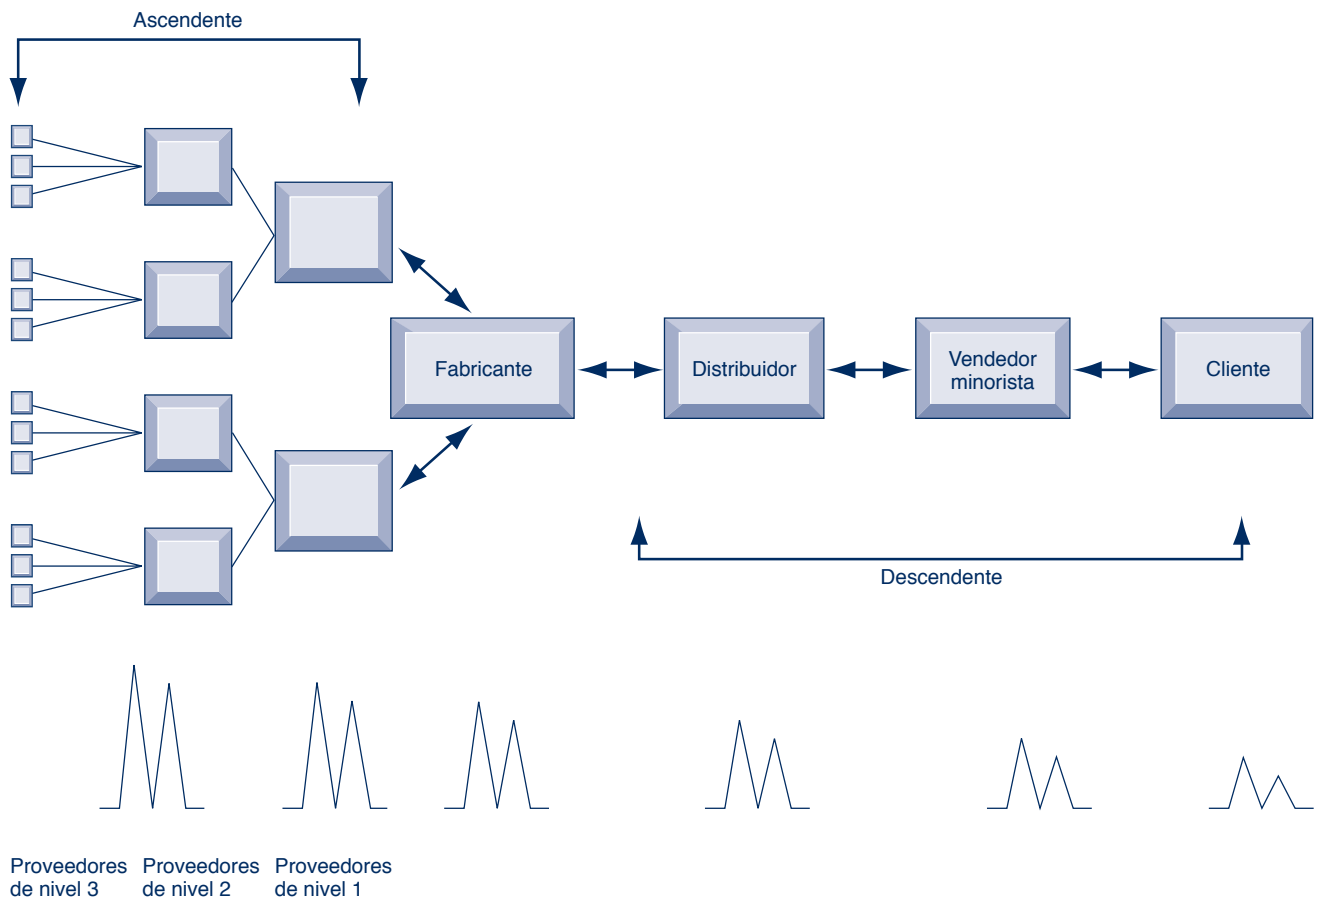 Ascendente
Fabricante
Distribuidor
Vendedor
minorista
Cliente
Descendente
Proveedores
de nivel 3
Proveedores
de nivel 2
Proveedores
de nivel 1